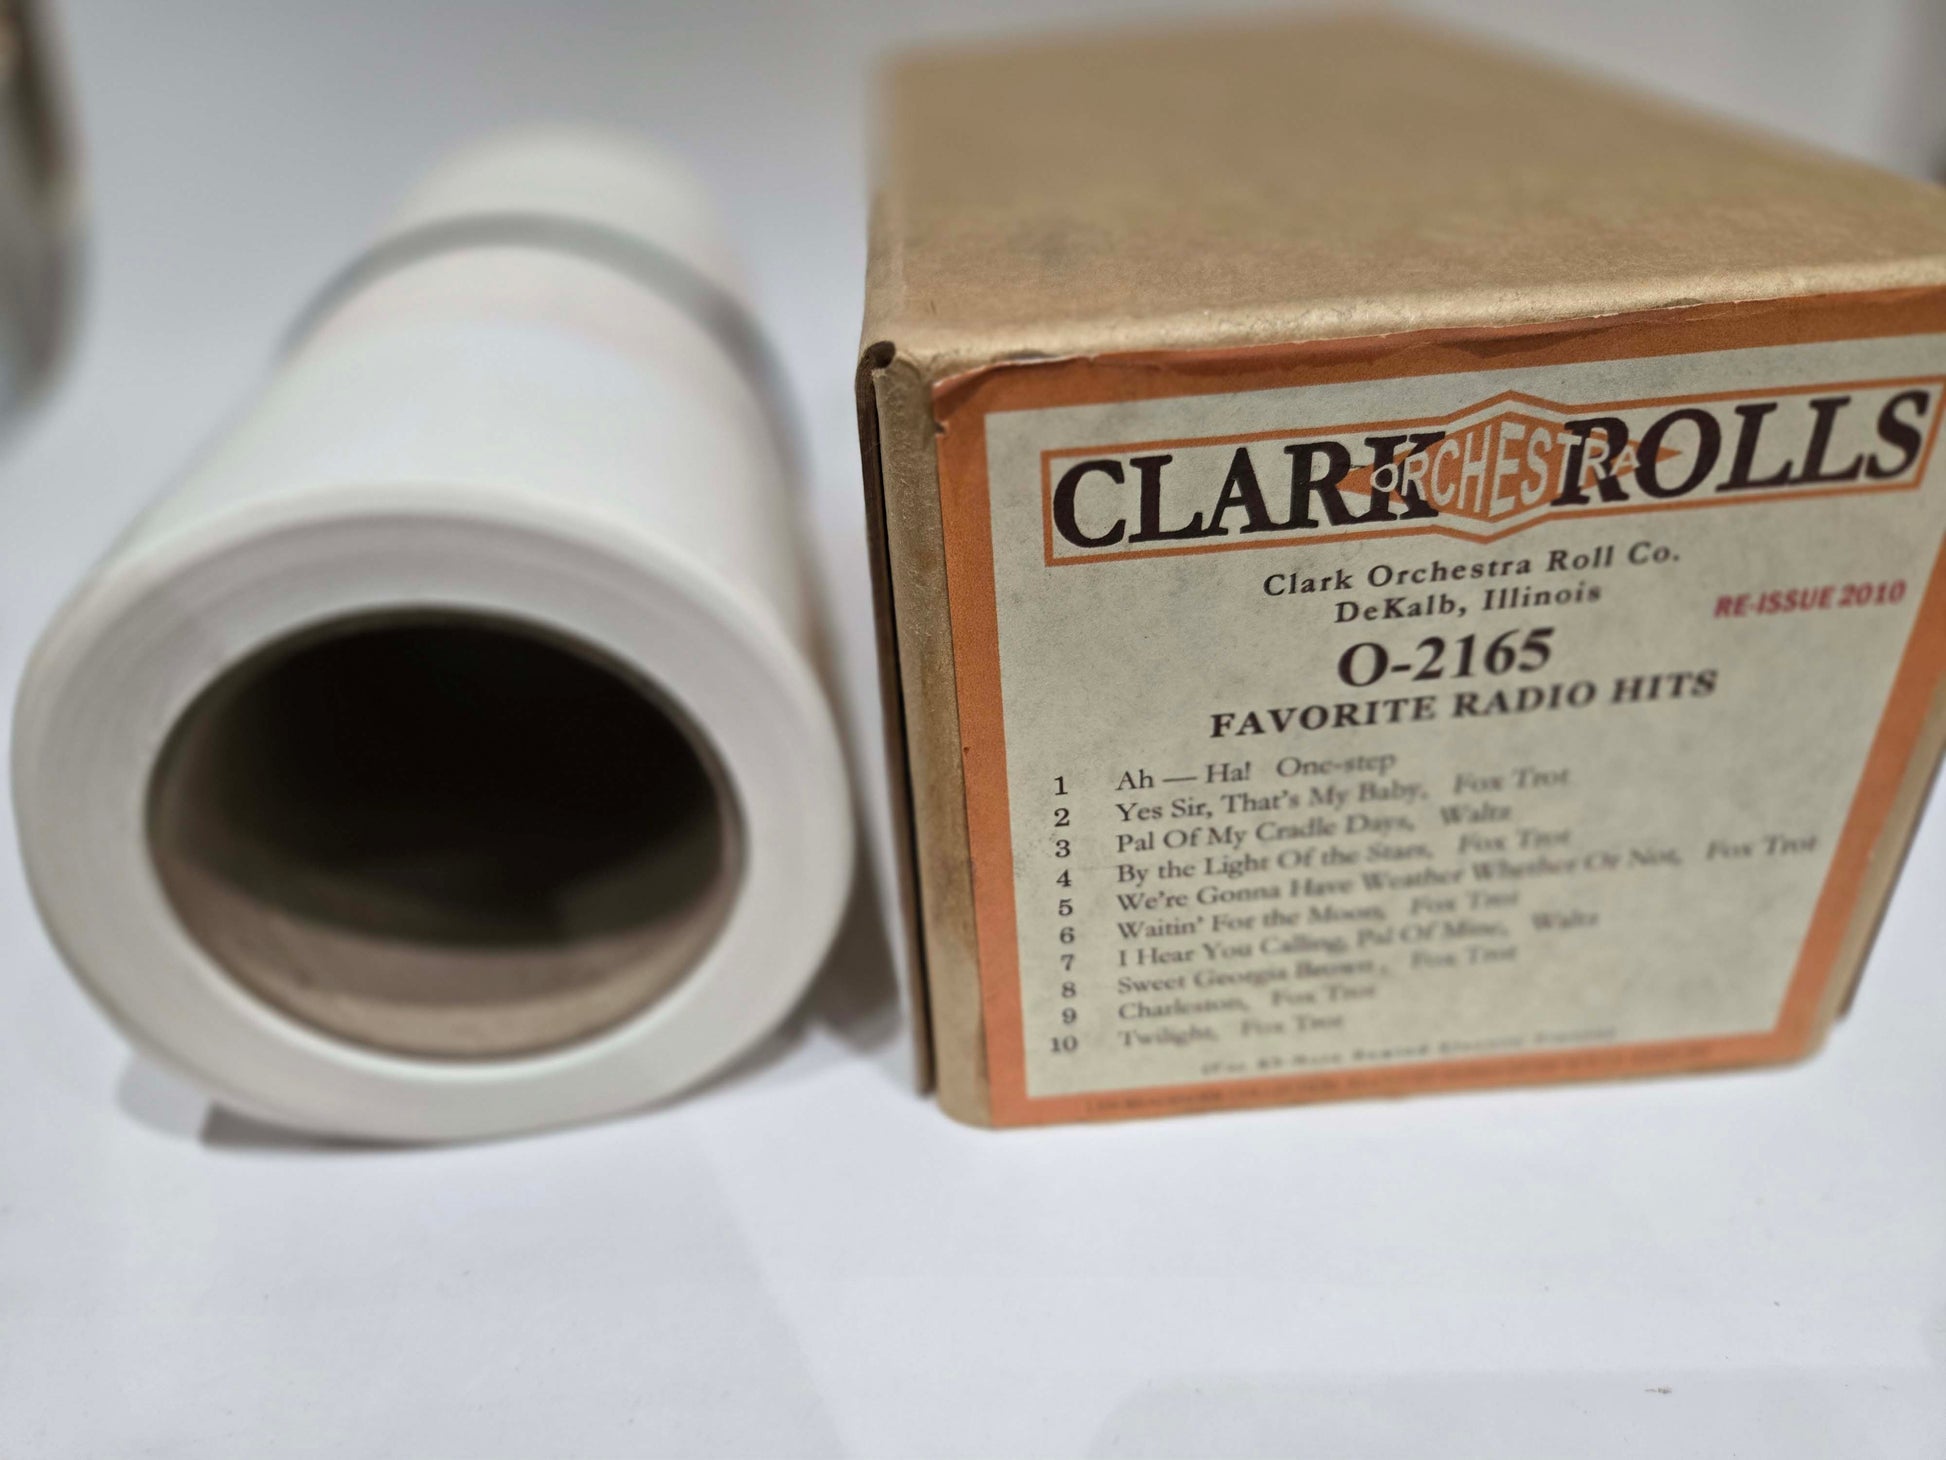 CLARK ORCHESTRA ROLLS
Clark Orchestra Roll Co.
DeKalb, Illinois
RE-ISSUE 2010
O-2165
FAVORITE RADIO HITS
1 Ah — Ha! One-step
2 Yes Sir, That's My Baby, Fox Trot
3 Pal Of My Cradle Days, Waltz
4 By the Light Of the Stars, Fox Trot
5 We're Gonna Have Weather Whether Or Not, Fox Trot
6 Waitin' For the Moon, Fox Trot
7 I Hear You Calling, Pal Of Mine, Waltz
8 Sweet Georgia Brown, Fox Trot
9 Charleston, Fox Trot
10 Twilight, Fox Trot